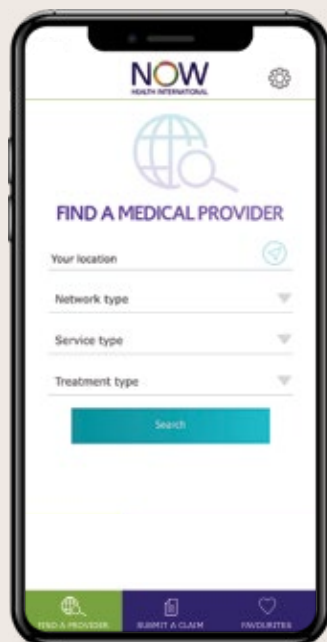 NOW
HEALTH INTERNATIONAL
FIND A MEDICAL PROVIDER
Your location
Network type
Service type
Treatment type
Search
FIND A PROVIDER
SUBMIT A CLAIM
FAVOURITES